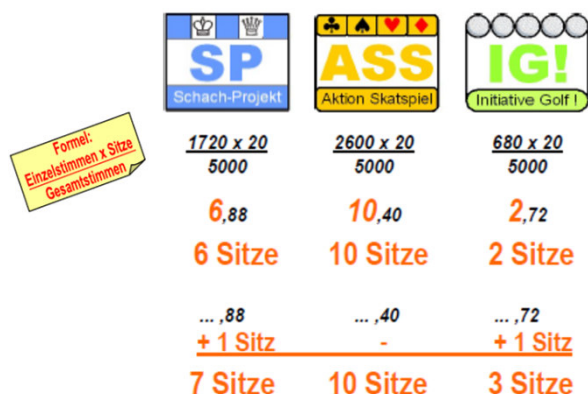 SP
Schach-Projekt
ASS
Aktion Skatspiel
IG!
Initiative Golf !
Formel:
Einzelstimmen x Sitze
Gesamtstimmen
1720 x 20 2600 x 20 680 x 20
5000 5000 5000
6,88 10,40 2,72
6 Sitze 10 Sitze 2 Sitze
... ,88 ... ,40 ... ,72
+ 1 Sitz - + 1 Sitz
7 Sitze 10 Sitze 3 Sitze